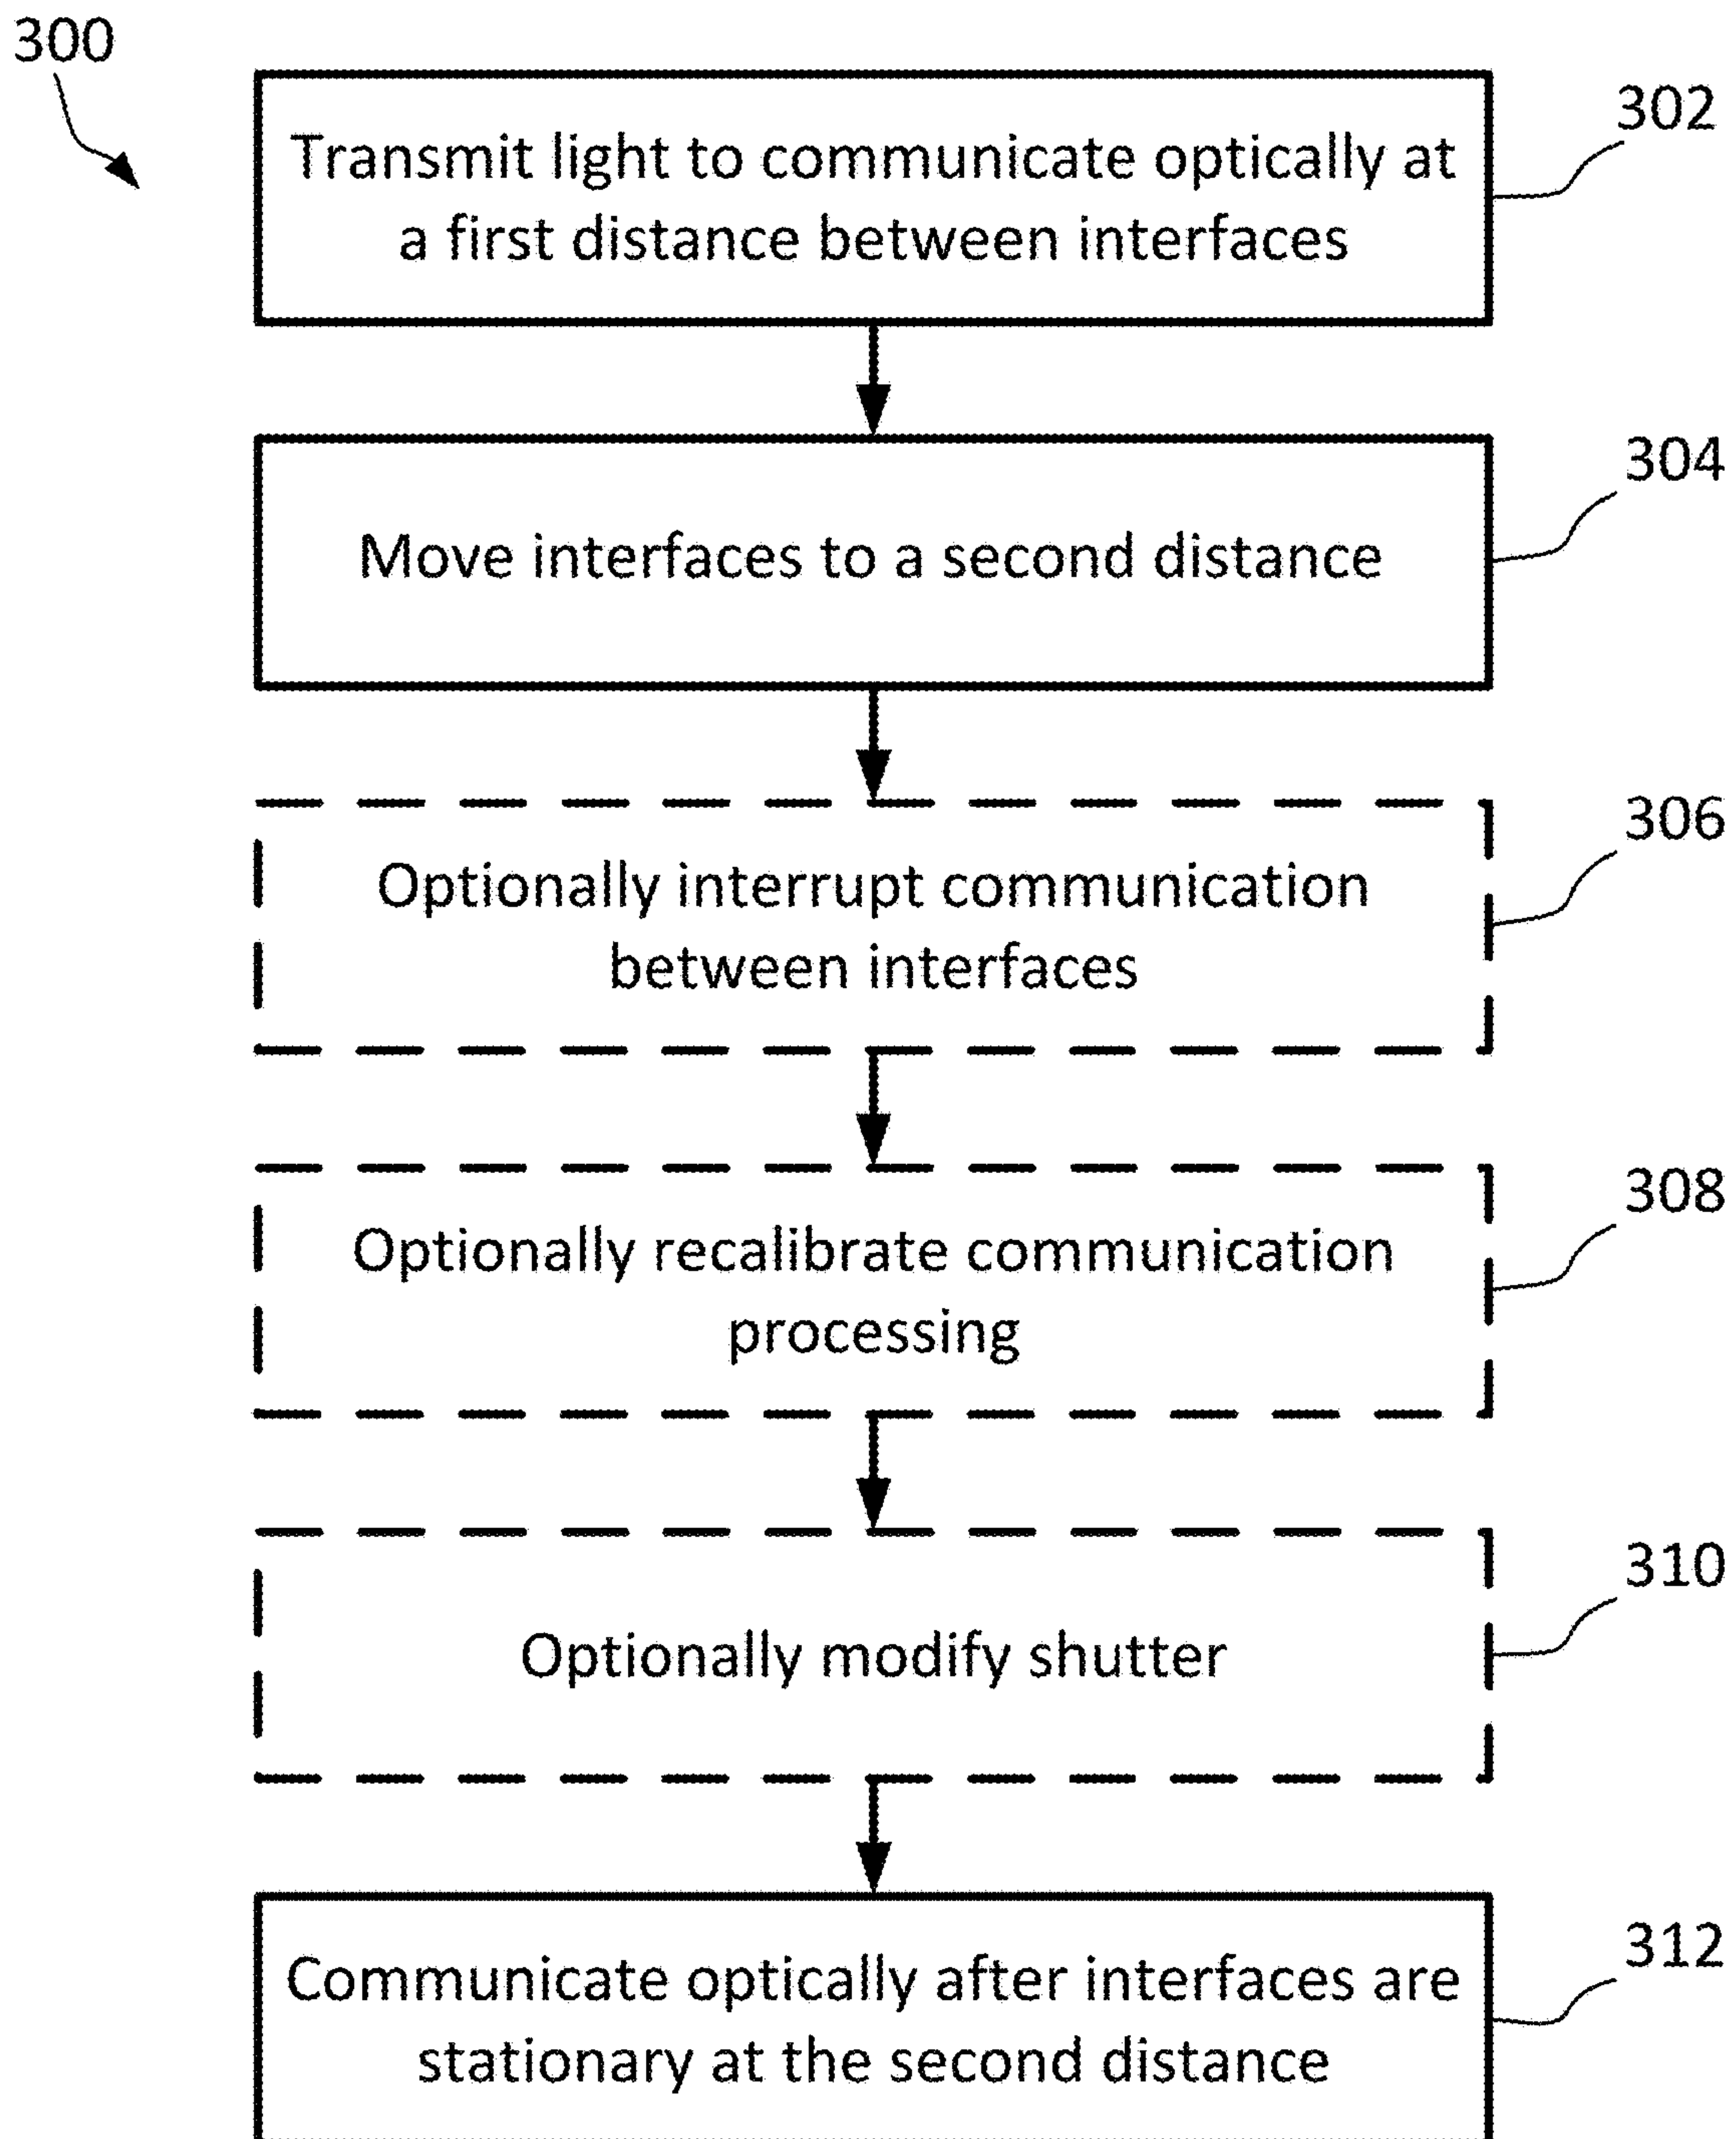 300
302
Transmit light to communicate optically at
a first distance between interfaces
304
Move interfaces to a second distance
306
Optionally interrupt communication
between interfaces
308
Optionally recalibrate communication
processing
310
Optionally modify shutter
312
Communicate optically after interfaces are
stationary at the second distance